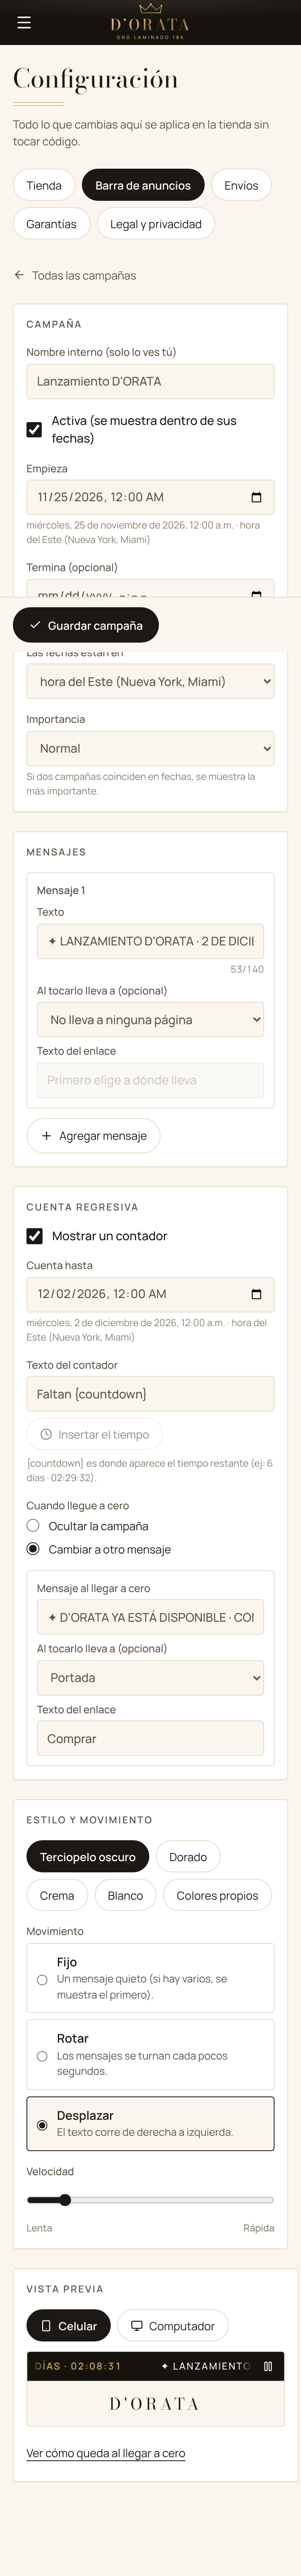 D'ORATA
ORO LAMINADO 18K
Configuración
Todo lo que cambias aquí se aplica en la tienda sin
tocar código.
Tienda
Barra de anuncios
Envíos
Garantías
Legal y privacidad
← Todas las campañas
CAMPAÑA
Nombre interno (solo lo ves tú)
Lanzamiento D'ORATA
Activa (se muestra dentro de sus
fechas)
Empieza
11/25/2026, 12:00 AM
miércoles, 25 de noviembre de 2026, 12:00 a.m. · hora
del Este (Nueva York, Miami)
Termina (opcional)
mm/dd/yyyy, --:-- --
Guardar campaña
Las fechas están en
hora del Este (Nueva York, Miami)
Importancia
Normal
Si dos campañas coinciden en fechas, se muestra la
más importante.
MENSAJES
Mensaje 1
Texto
✦ LANZAMIENTO D'ORATA · 2 DE DICIE
53/140
Al tocarlo lleva a (opcional)
No lleva a ninguna página
Texto del enlace
Primero elige a dónde lleva
+ Agregar mensaje
CUENTA REGRESIVA
Mostrar un contador
Cuenta hasta
12/02/2026, 12:00 AM
miércoles, 2 de diciembre de 2026, 12:00 a.m. · hora del
Este (Nueva York, Miami)
Texto del contador
Faltan {countdown}
Insertar el tiempo
{countdown} es donde aparece el tiempo restante (ej: 6
días · 02:29:32).
Cuando llegue a cero
Ocultar la campaña
Cambiar a otro mensaje
Mensaje al llegar a cero
✦ D'ORATA YA ESTÁ DISPONIBLE · COM
Al tocarlo lleva a (opcional)
Portada
Texto del enlace
Comprar
ESTILO Y MOVIMIENTO
Terciopelo oscuro
Dorado
Crema
Blanco
Colores propios
Movimiento
Fijo
Un mensaje quieto (si hay varios, se
muestra el primero).
Rotar
Los mensajes se turnan cada pocos
segundos.
Desplazar
El texto corre de derecha a izquierda.
Velocidad
Lenta
Rápida
VISTA PREVIA
Celular
Computador
DÍAS · 02:08:31
✦ LANZAMIENTO
D'ORATA
Ver cómo queda al llegar a cero